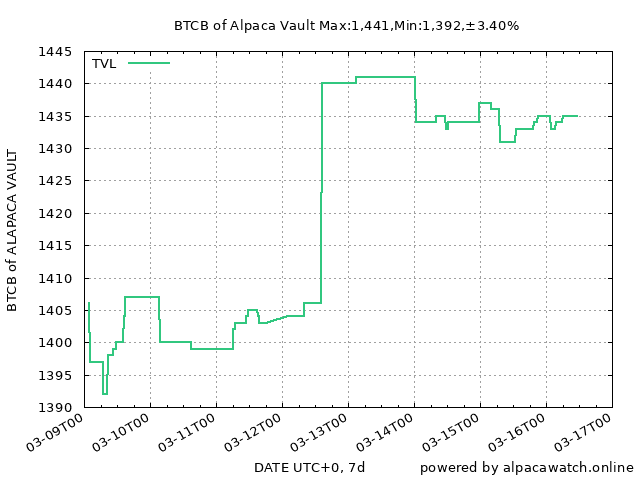 BTCB of Alpaca Vault Max:1,441,Min:1,392,±3.40%
TVL
1445
1440
1435
1430
1425
1420
1415
1410
1405
1400
1395
1390
BTCB of ALAPACA VAULT
03-09T00
03-10T00
03-11T00
03-12T00
03-13T00
03-14T00
03-15T00
03-16T00
03-17T00
DATE UTC+0, 7d
powered by alpacawatch.online